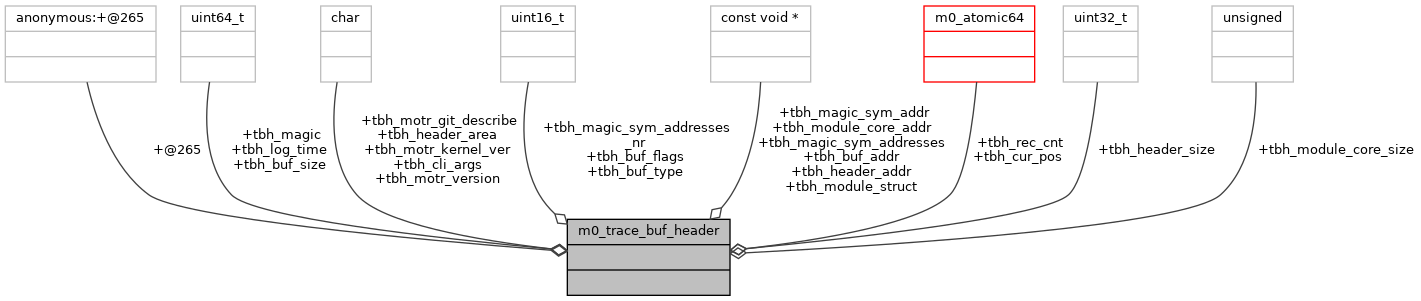 anonymous:+@265
uint64_t
char
uint16_t
const void *
m0_atomic64
uint32_t
unsigned
+@265
+tbh_magic
+tbh_log_time
+tbh_buf_size
+tbh_motr_git_describe
+tbh_header_area
+tbh_motr_kernel_ver
+tbh_cli_args
+tbh_motr_version
+tbh_magic_sym_addresses
_nr
+tbh_buf_flags
+tbh_buf_type
+tbh_magic_sym_addr
+tbh_module_core_addr
+tbh_magic_sym_addresses
+tbh_buf_addr
+tbh_header_addr
+tbh_module_struct
+tbh_rec_cnt
+tbh_cur_pos
+tbh_header_size
+tbh_module_core_size
m0_trace_buf_header